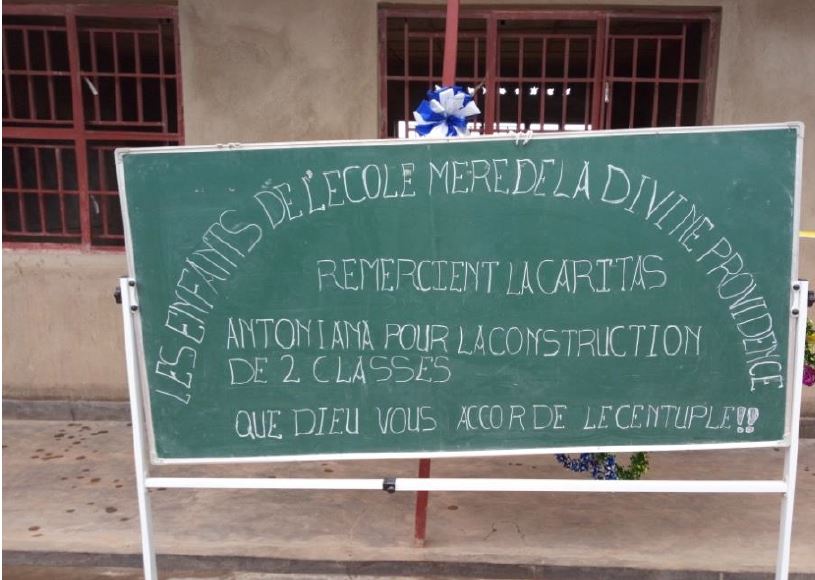 LES ENFANTS DE L'ECOLE MERE DE LA DIVINE PROVIDENCE
REMERCIENT LA CARITAS
ANTONIANA POUR LA CONSTRUCTION
DE 2 CLASSES
QUE DIEU VOUS ACCORDE LE CENTUPLE!!